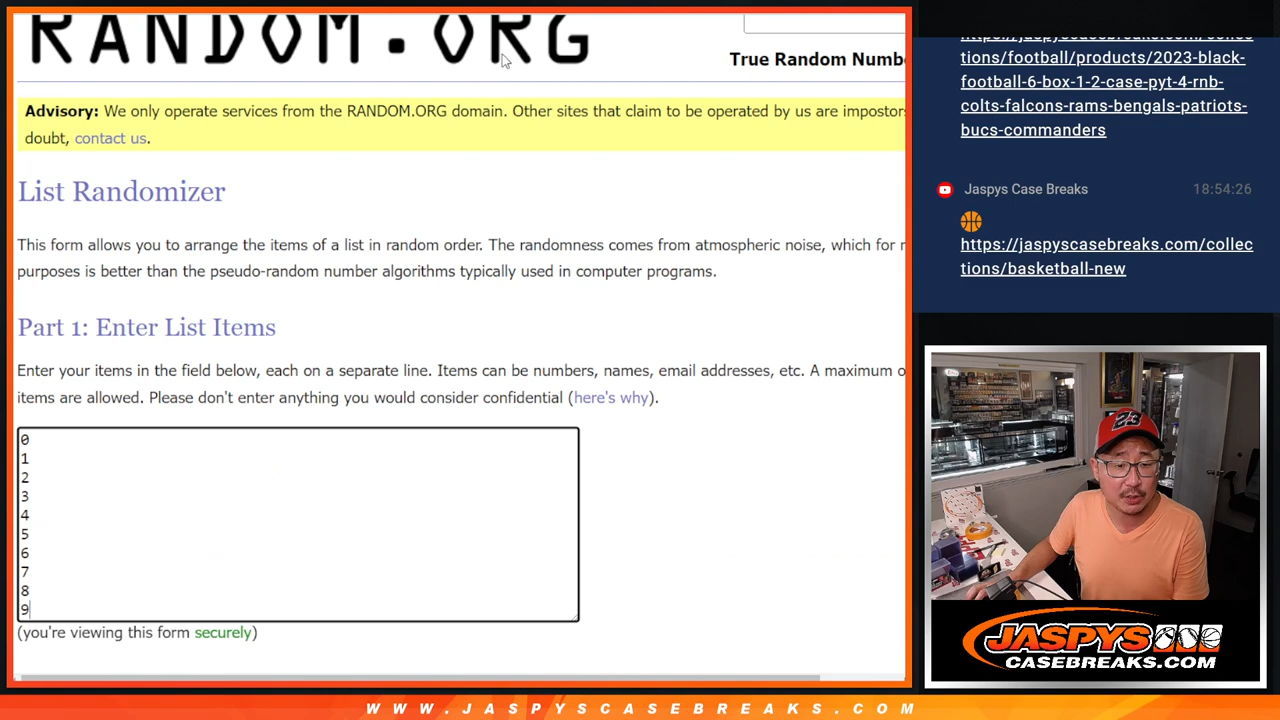 RANDOM.ORG
True Random Numbe
Advisory: We only operate services from the RANDOM.ORG domain. Other sites that claim to be operated by us are impostors
doubt, contact us.
List Randomizer
This form allows you to arrange the items of a list in random order. The randomness comes from atmospheric noise, which for
purposes is better than the pseudo-random number algorithms typically used in computer programs.
Part 1: Enter List Items
Enter your items in the field below, each on a separate line. Items can be numbers, names, email addresses, etc. A maximum
items are allowed. Please don't enter anything you would consider confidential (here's why).
0
1
2
3
4
5
6
7
8
9
(you're viewing this form securely)
https://jaspyscasebreaks.com/collec
tions/football/products/2023-black-
football-6-box-1-2-case-pyt-4-rnb-
colts-falcons-rams-bengals-patriots-
bucs-commanders
Jaspys Case Breaks 18:54:26
https://jaspyscasebreaks.com/collec
tions/basketball-new
23
JASPYS
CASEBREAKS.COM
WWW.JASPYSCASEBREAKS.COM